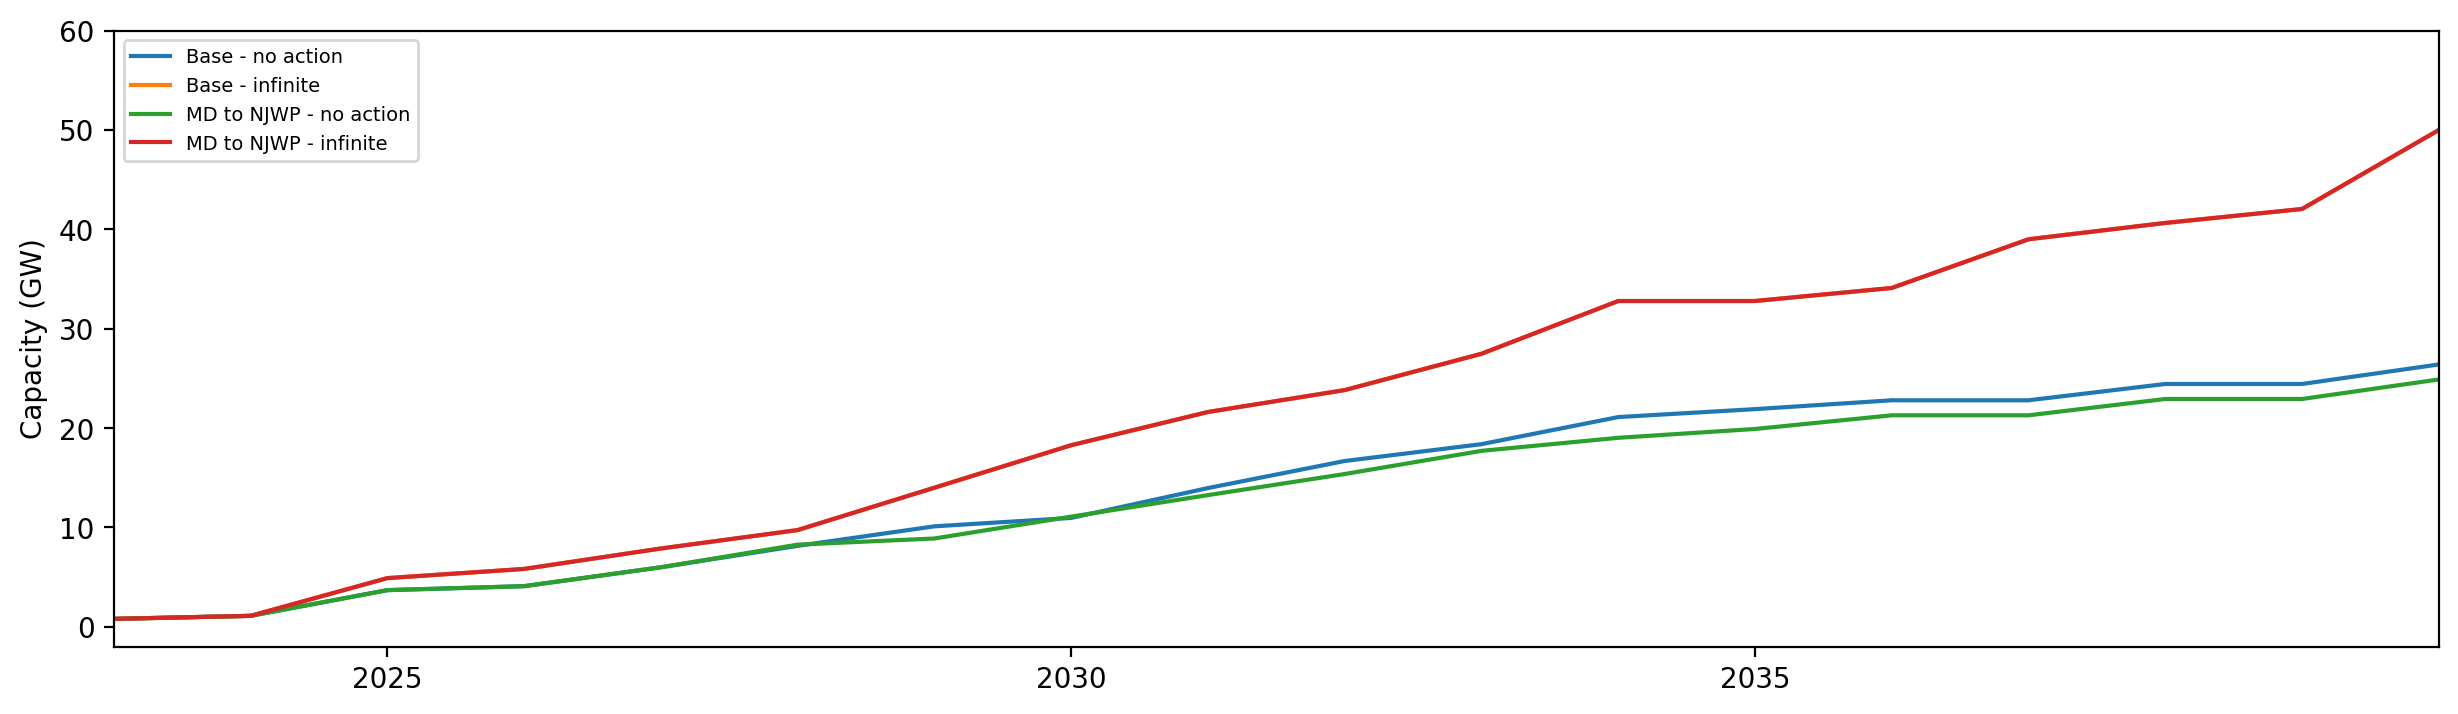 60
50
40
30
20
10
0
Capacity (GW)
Base - no action
Base - infinite
MD to NJWP - no action
MD to NJWP - infinite
2025 2030 2035